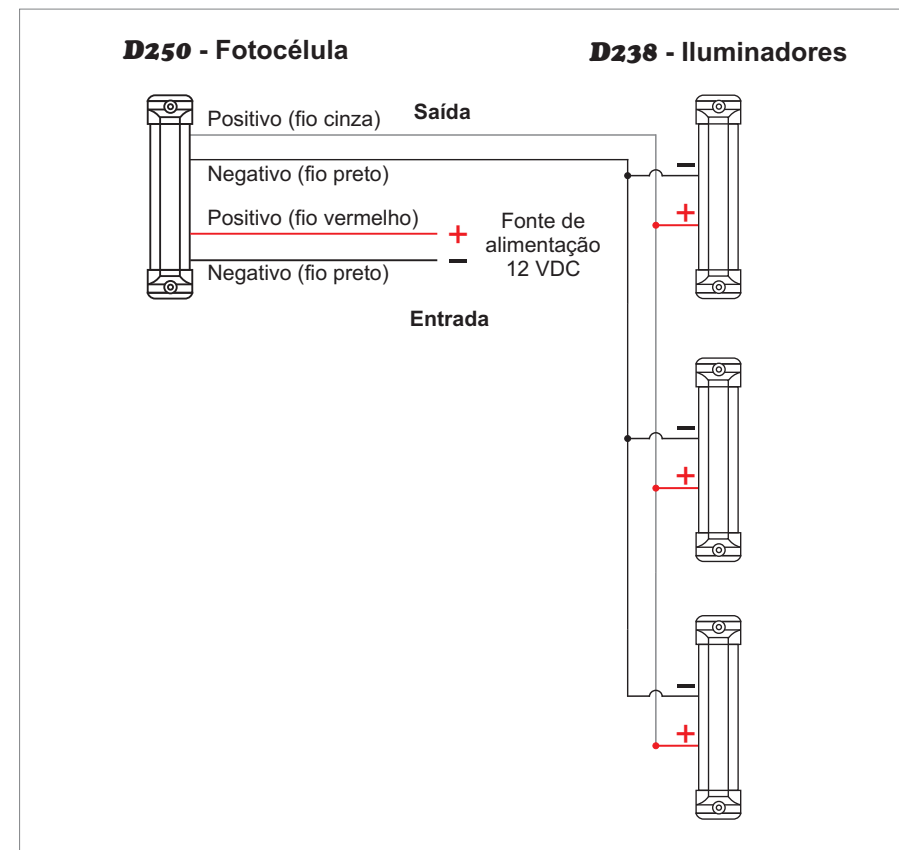 D250 - Fotocélula
D238 - Iluminadores
Positivo (fio cinza)
Saída
Negativo (fio preto)
Positivo (fio vermelho)
+
Fonte de
alimentação
12 VDC
−
Negativo (fio preto)
Entrada
−
+
−
+
−
+